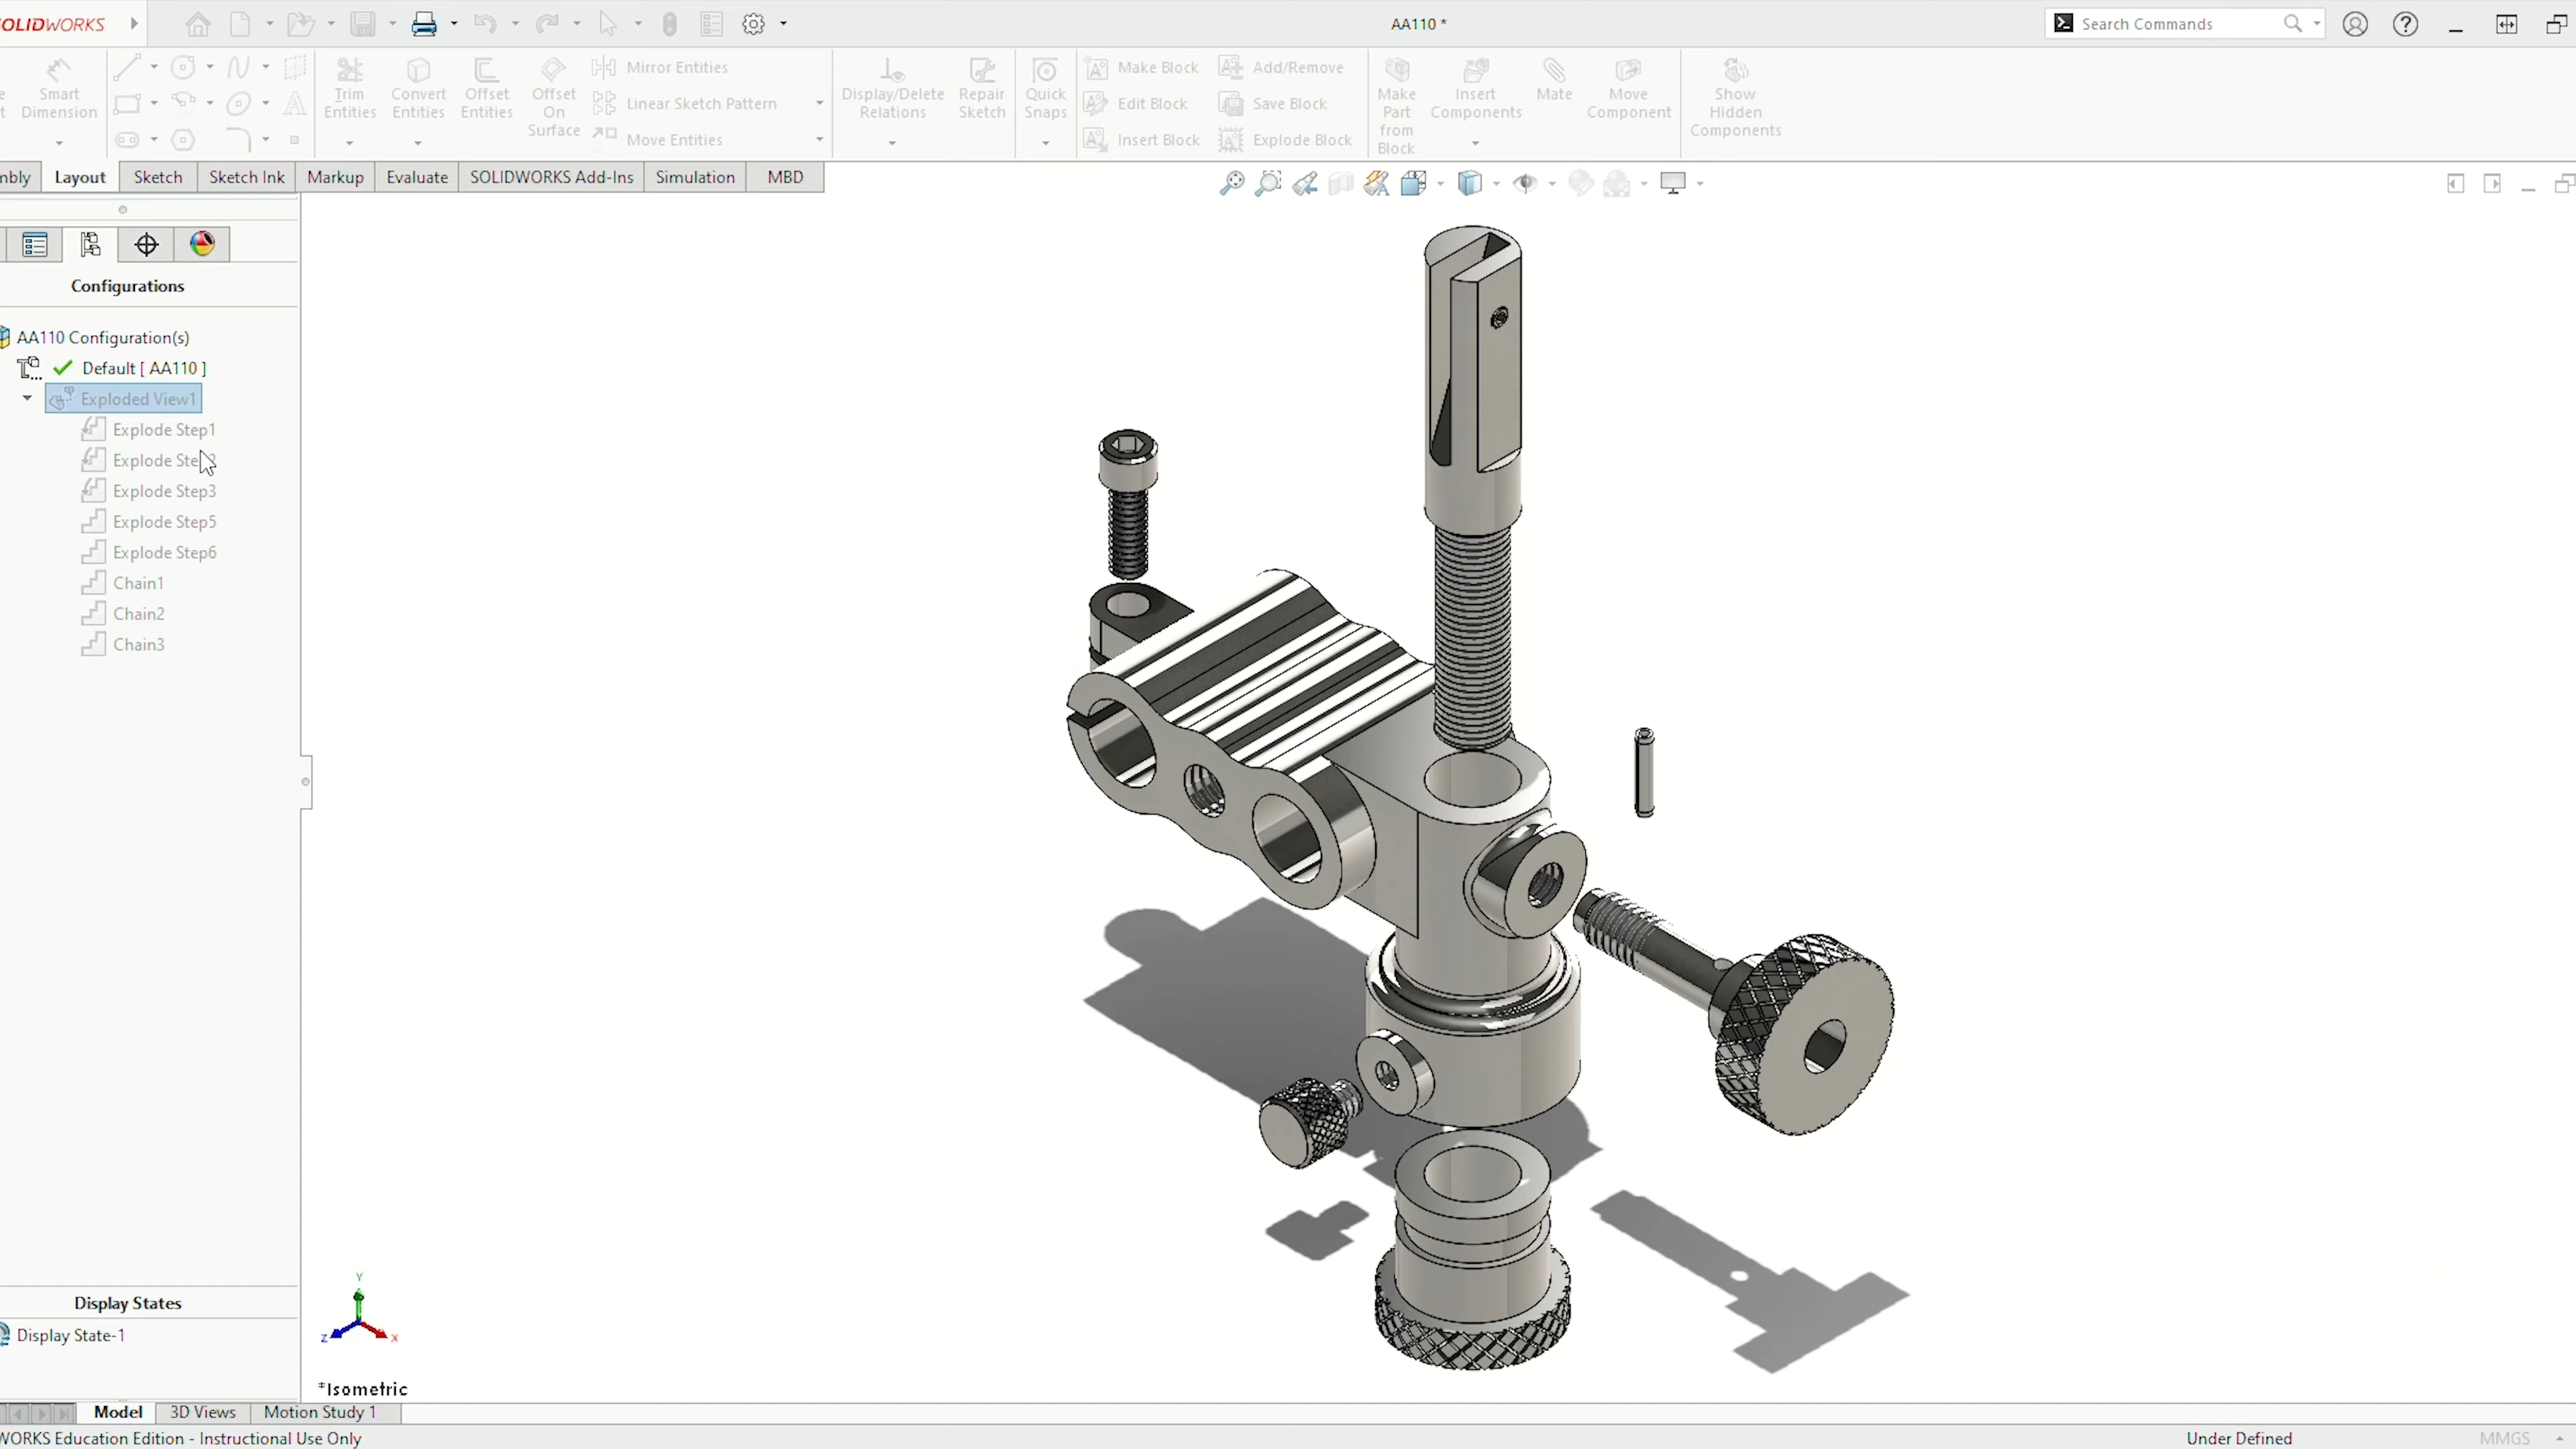 SOLIDWORKS
AA110 *
Search Commands
Smart
Dimension
Trim
Entities
Convert
Entities
Offset
Entities
Offset
On
Surface
Mirror Entities
Linear Sketch Pattern
Move Entities
Display/Delete
Relations
Repair
Sketch
Quick
Snaps
Make Block
Edit Block
Insert Block
Add/Remove
Save Block
Explode Block
Make
Part
from
Block
Insert
Components
Mate
Move
Component
Show
Hidden
Components
mbly Layout Sketch Sketch Ink Markup Evaluate SOLIDWORKS Add-Ins Simulation MBD
Configurations
AA110 Configuration(s)
Default [ AA110 ]
Exploded View1
Explode Step1
Explode Ste
Explode Step3
Explode Step5
Explode Step6
Chain1
Chain2
Chain3
Display States
Display State-1
Y
Z
X
*Isometric
Model 3D Views Motion Study 1
WORKS Education Edition - Instructional Use Only
Under Defined
MMGS